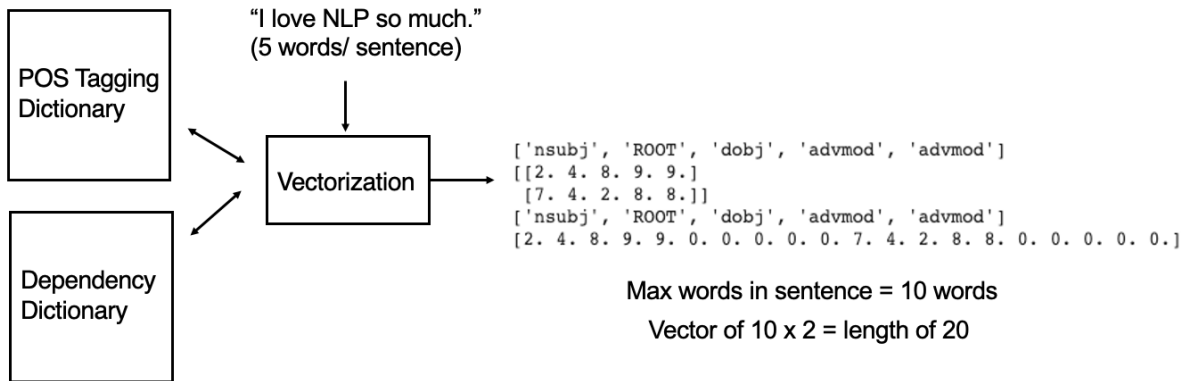 “I love NLP so much.”
(5 words/ sentence)
POS Tagging
Dictionary
Vectorization
Dependency
Dictionary
['nsubj', 'ROOT', 'dobj', 'advmod', 'advmod']
[[2. 4. 8. 9. 9.]
[7. 4. 2. 8. 8.]]
['nsubj', 'ROOT', 'dobj', 'advmod', 'advmod']
[2. 4. 8. 9. 9. 0. 0. 0. 0. 0. 7. 4. 2. 8. 8. 0. 0. 0. 0. 0.]
Max words in sentence = 10 words
Vector of 10 x 2 = length of 20